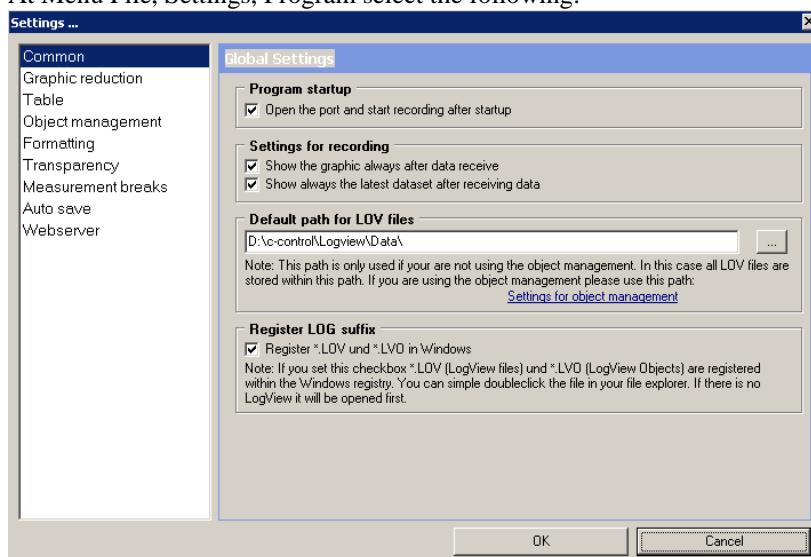 At Menu File, Settings, Program select the following:
Settings ...
Common
Graphic reduction
Table
Object management
Formatting
Transparency
Measurement breaks
Auto save
Webserver
Global Settings
Program startup
Open the port and start recording after startup
Settings for recording
Show the graphic always after data receive
Show always the latest dataset after receiving data
Default path for LOV files
D:\c-control\Logview\Data\
...
Note: This path is only used if your are not using the object management. In this case all LOV files are
stored within this path. If you are using the object management please use this path:
Settings for object management
Register LOG suffix
Register *.LOV und *.LVO in Windows
Note: If you set this checkbox *.LOV (LogView files) und *.LVO (LogView Objects) are registered
within the Windows registry. You can simple doubleclick the file in your file explorer. If there is no
LogView it will be opened first.
OK
Cancel